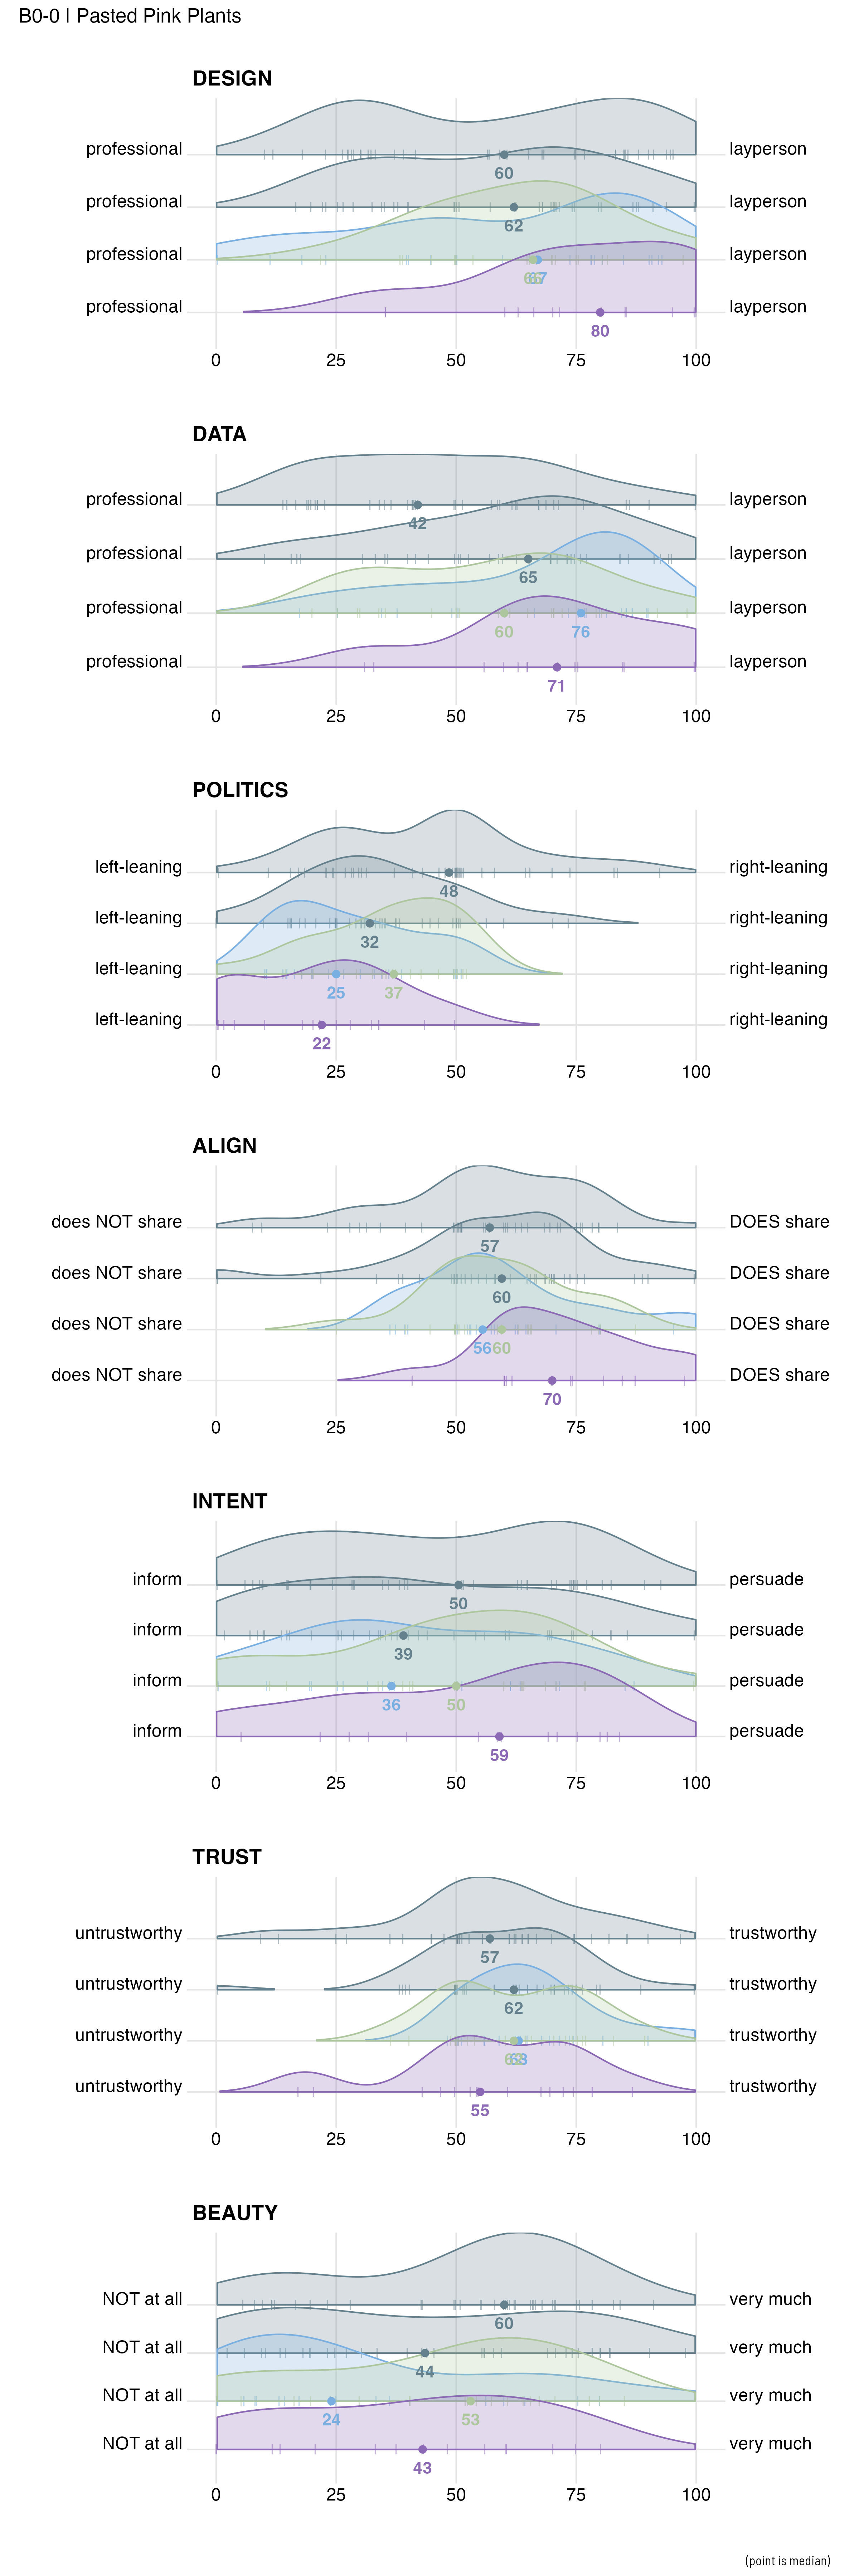 B0-0 | Pasted Pink Plants
DESIGN
professional layperson
60
professional layperson
62
professional layperson
67
professional layperson
80
0 25 50 75 100
DATA
professional layperson
42
professional layperson
65
professional layperson
60 76
professional layperson
71
0 25 50 75 100
POLITICS
left-leaning right-leaning
48
left-leaning right-leaning
32
left-leaning right-leaning
25 37
left-leaning right-leaning
22
0 25 50 75 100
ALIGN
does NOT share DOES share
57
does NOT share DOES share
60
does NOT share DOES share
56 60
does NOT share DOES share
70
0 25 50 75 100
INTENT
inform persuade
50
inform persuade
39
inform persuade
36 50
inform persuade
59
0 25 50 75 100
TRUST
untrustworthy trustworthy
57
untrustworthy trustworthy
62
untrustworthy trustworthy
63
untrustworthy trustworthy
55
0 25 50 75 100
BEAUTY
NOT at all very much
60
NOT at all very much
44
NOT at all very much
24 53
NOT at all very much
43
0 25 50 75 100
(point is median)